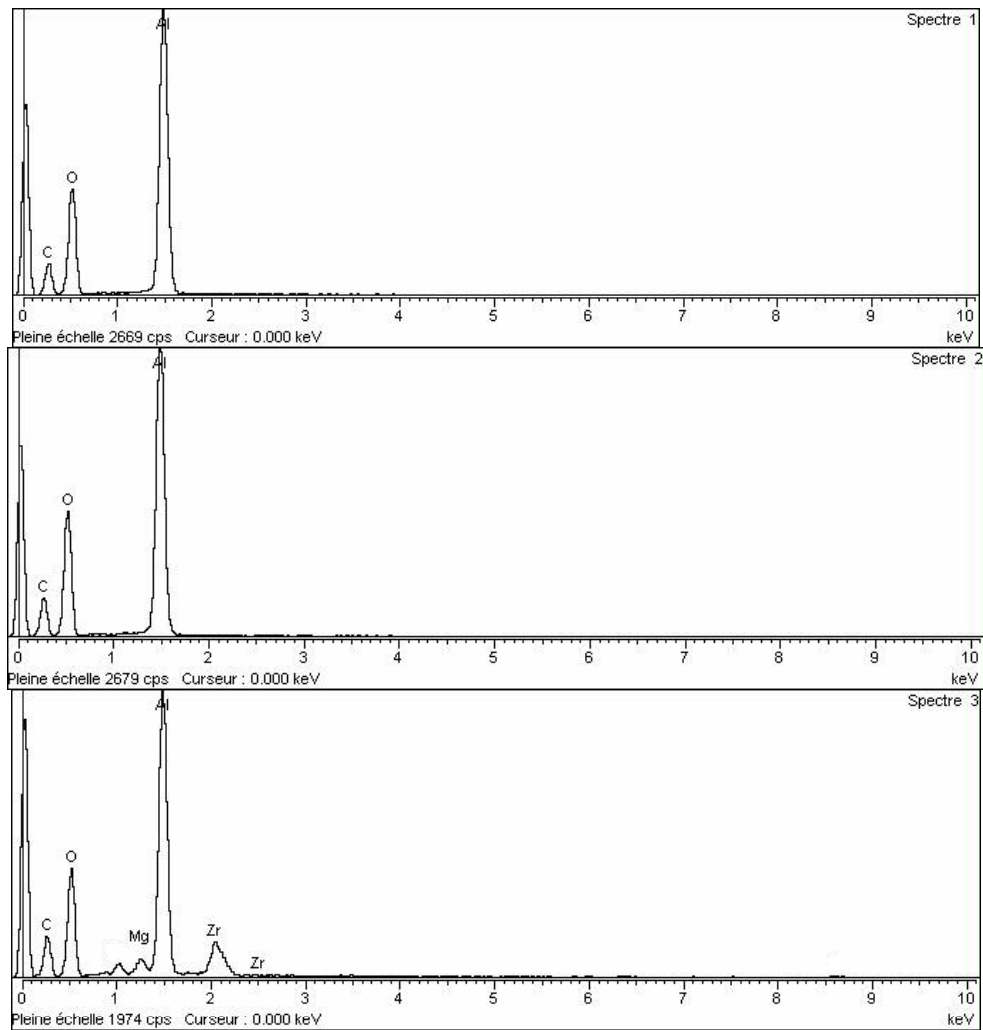 Spectre 1
Al
O
C
0 1 2 3 4 5 6 7 8 9 10
Pleine échelle 2669 cps Curseur : 0.000 keV keV
Spectre 2
Al
O
C
0 1 2 3 4 5 6 7 8 9 10
Pleine échelle 2679 cps Curseur : 0.000 keV keV
Spectre 3
Al
O
C Mg Zr
Zr
0 1 2 3 4 5 6 7 8 9 10
Pleine échelle 1974 cps Curseur : 0.000 keV keV